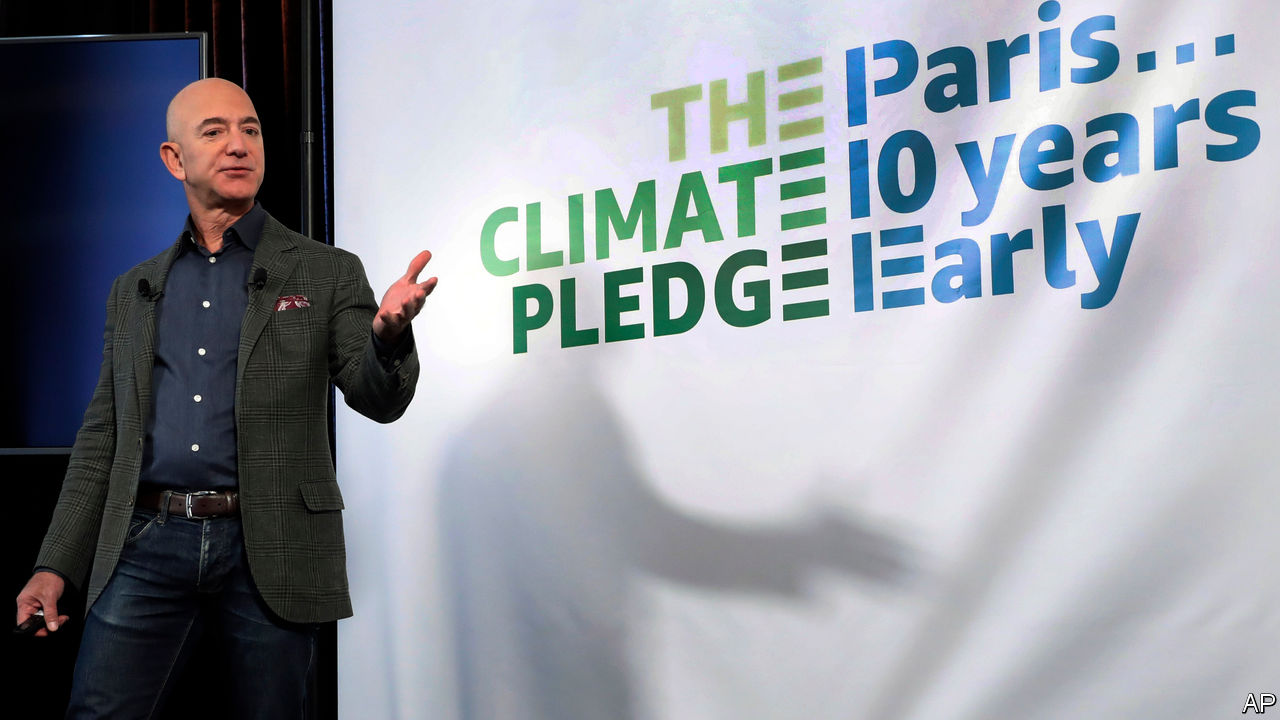 THE
CLIMATE
PLEDGE
Paris...
10 years
Early
AP